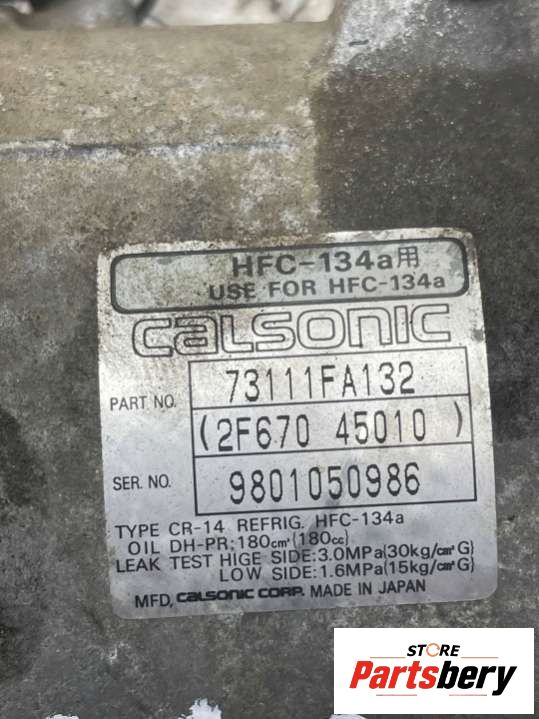 HFC-134a用
USE FOR HFC-134a
CALSONIC
PART NO. 73111FA132
(2F670 45010 )
SER. NO. 9801050986
TYPE CR-14 REFRIG. HFC-134a
OIL DH-PR; 180cm³ (180cc)
LEAK TEST HIGE SIDE: 3.0MPa (30kg/cm²G)
LOW SIDE: 1.6MPa (15kg/cm²G)
MFD, CALSONIC CORP. MADE IN JAPAN
STORE
Partsbery